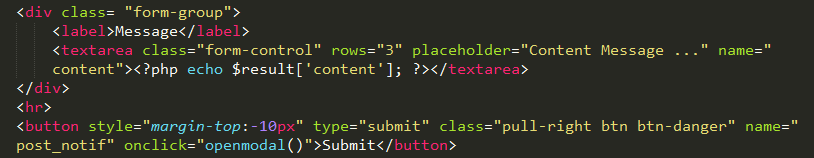 <div class= "form-group">
<label>Message</label>
<textarea class="form-control" rows="3" placeholder="Content Message ..." name="
content"><?php echo $result['content']; ?></textarea>
</div>
<hr>
<button style="margin-top:-10px" type="submit" class="pull-right btn btn-danger" name="
post_notif" onclick="openmodal()">Submit</button>